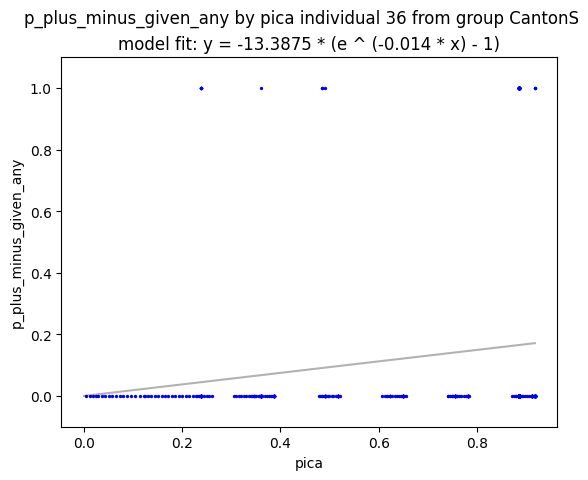 p_plus_minus_given_any by pica individual 36 from group CantonS
model fit: y = -13.3875 * (e ^ (-0.014 * x) - 1)
1.0
0.8
0.6
0.4
0.2
0.0
p_plus_minus_given_any
0.0 0.2 0.4 0.6 0.8
pica